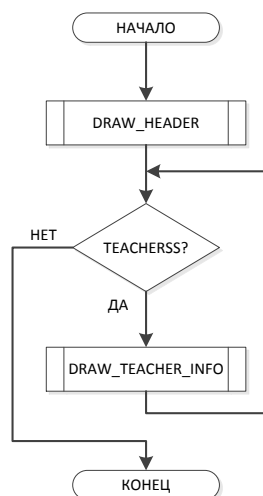 НАЧАЛО
DRAW_HEADER
TEACHERSS?
НЕТ
ДА
DRAW_TEACHER_INFO
КОНЕЦ